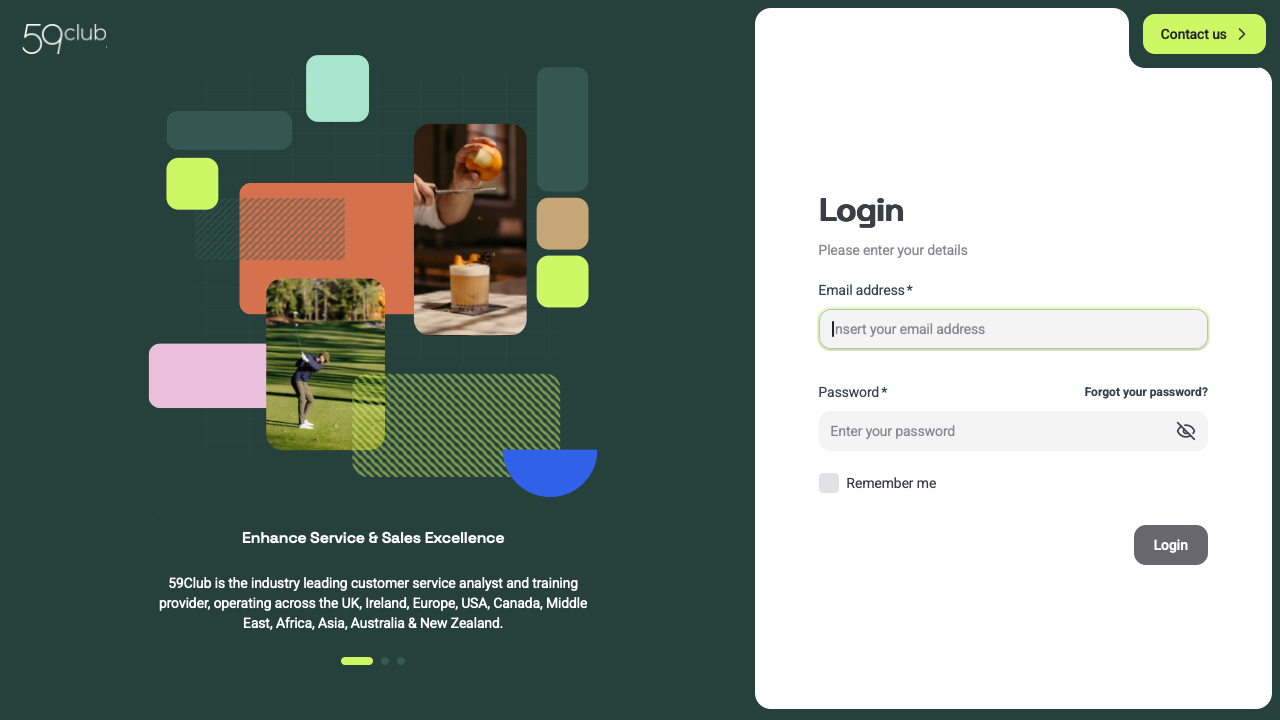 59club
Contact us
Login
Please enter your details
Email address*
Insert your email address
Password*
Forgot your password?
Enter your password
Remember me
Login
Enhance Service & Sales Excellence
59Club is the industry leading customer service analyst and training
provider, operating across the UK, Ireland, Europe, USA, Canada, Middle
East, Africa, Asia, Australia & New Zealand.